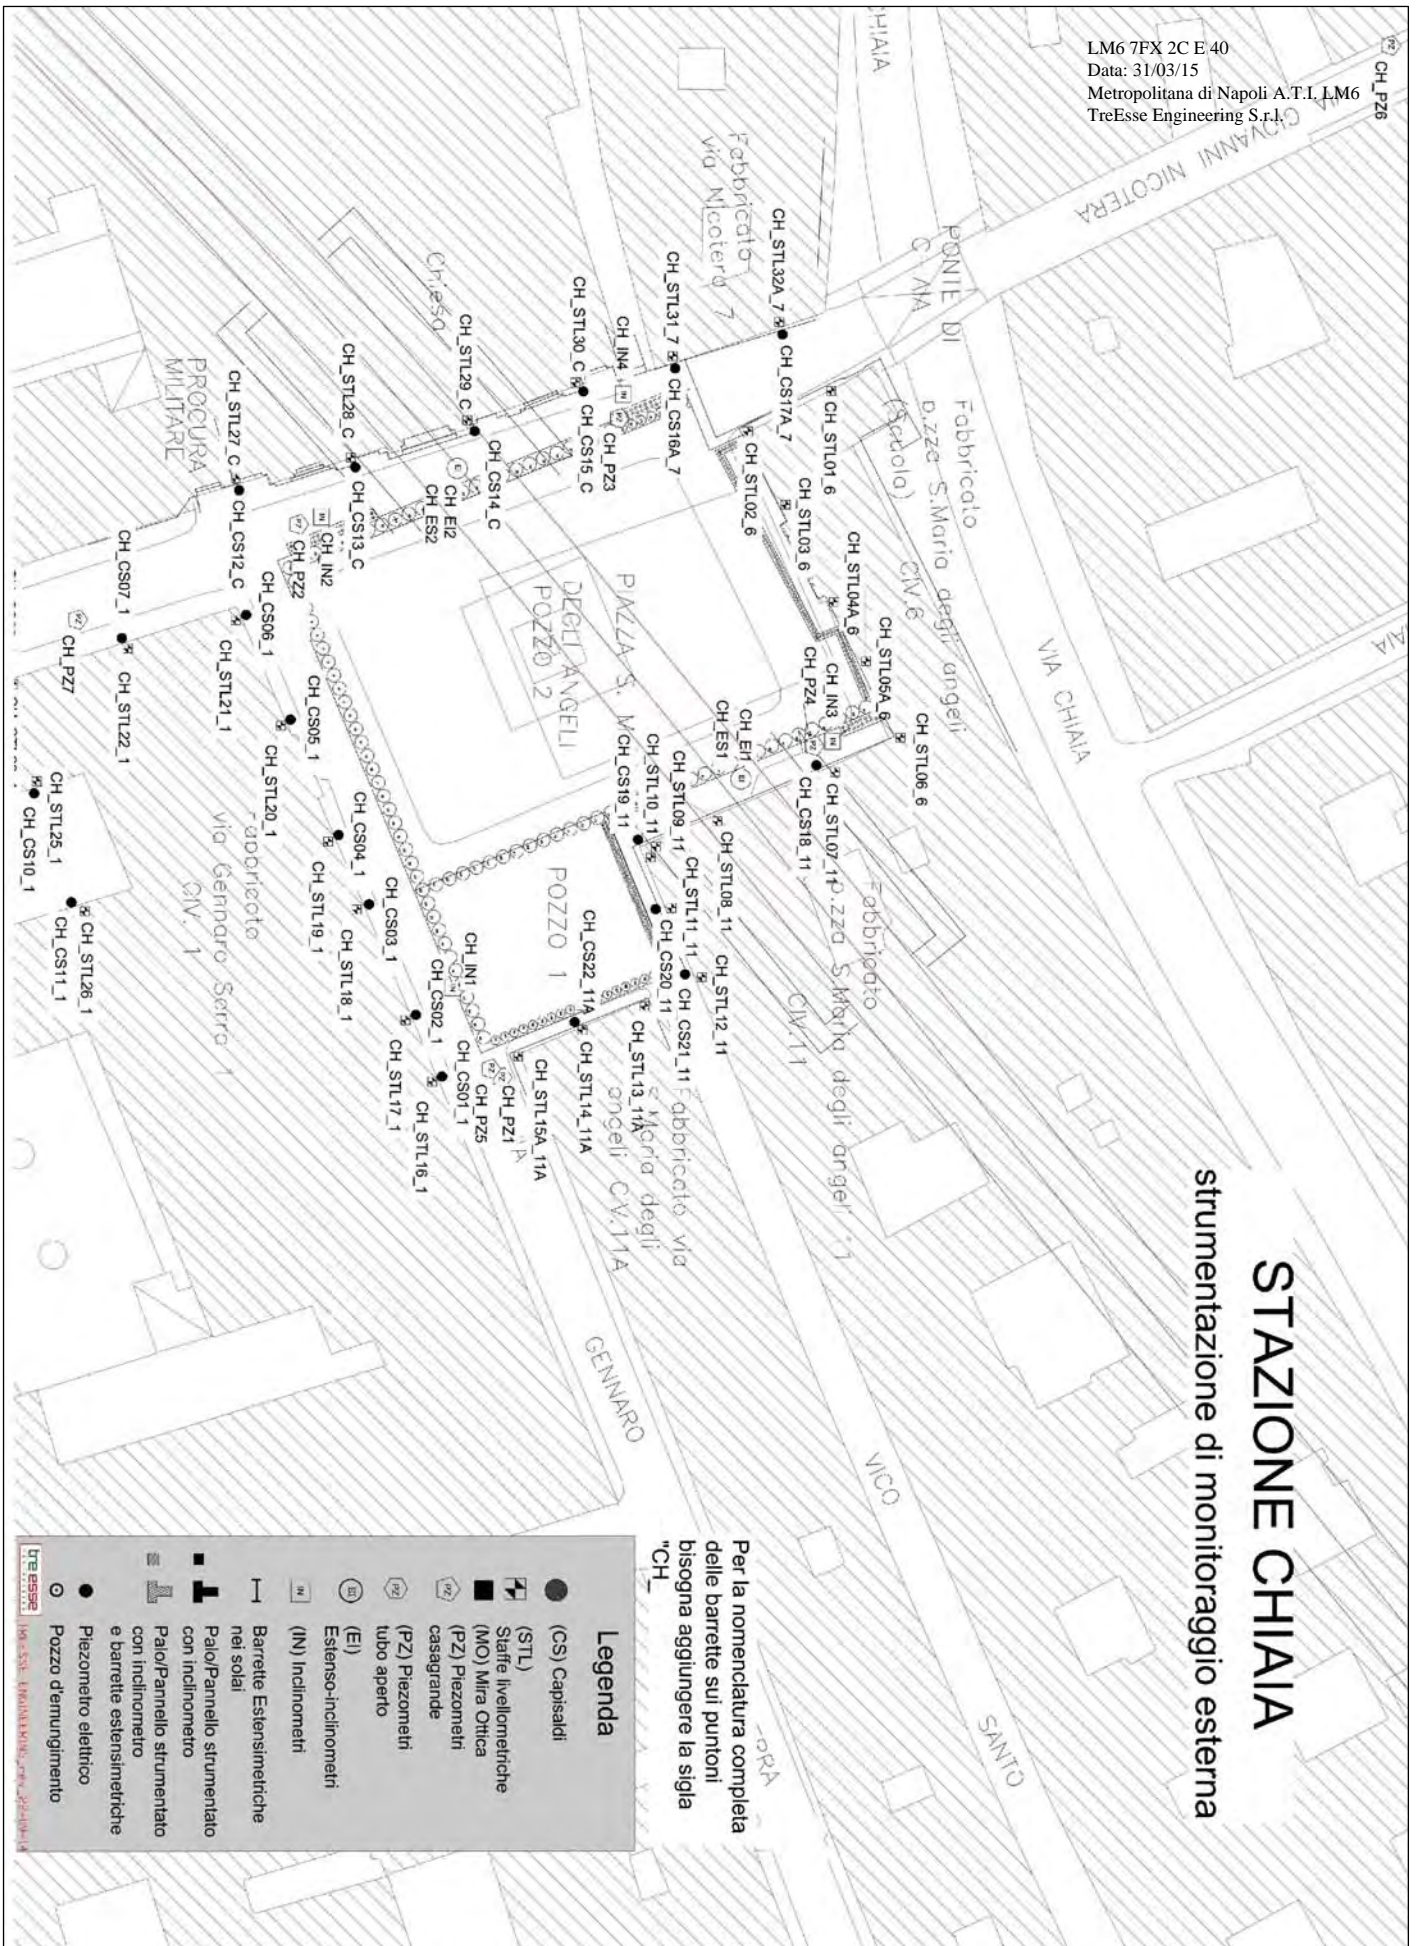 LM6 7FX 2C E 40
Data: 31/03/15
Metropolitana di Napoli A.T.I. LM6
TreEsse Engineering S.r.l.
STAZIONE CHIAIA
strumentazione di monitoraggio esterna
CH_PZ6
VIA GIOVANNI NICOTERA
CHIAIA
PONTE DI
VIA CHIAIA
Fabbricato
via Nicotera 7
Fabbricato
p.zza S.Maria degli angeli
(Scuola)
CIV.6
CH_STL32A_7
CH_CS17A_7
CH_STL31_7
CH_CS16A_7
CH_STL01_6
CH_STL02_6
CH_STL03_6
CH_STL04A_6
CH_STL05A_6
CH_STL06_6
CH_IN4
CH_PZ3
CH_STL30_C
CH_CS15_C
CH_STL29_C
CH_CS14_C
Chiesa
CH_EI2
CH_ES2
CH_STL28_C
CH_CS13_C
CH_IN2
CH_PZ2
CH_STL27_C
CH_CS12_C
PROCURA
MILITARE
PIAZZA S. M
DEGLI ANGELI
POZZO 2
CH_IN3
CH_PZ4
CH_EI1
CH_ES1
CH_STL07_11
CH_CS18_11
CH_STL08_11
CH_STL09_11
CH_STL10_11
CH_CS19_11
CH_STL11_11
CH_CS20_11
CH_STL12_11
CH_CS21_11
CH_STL13_11A
CH_CS22_11A
CH_STL14_11A
CH_STL15A_11A
CH_PZ1
CH_PZ5
POZZO 1
CH_IN1
Fabbricato
p.zza S.Maria degli angeli 11
CIV.11
Fabbricato via
S Maria degli
angeli CV.11A
CH_CS01_1
CH_STL16_1
CH_CS02_1
CH_STL17_1
CH_CS03_1
CH_STL18_1
CH_CS04_1
CH_STL19_1
CH_CS05_1
CH_STL20_1
CH_CS06_1
CH_STL21_1
CH_CS07_1
CH_STL22_1
CH_PZ7
CH_STL25_1
CH_CS10_1
CH_STL26_1
CH_CS11_1
via Gennaro Serra 1
CIV. 1
GENNARO
VICO
SANTO
Per la nomenclatura completa
delle barrette sui puntoni
bisogna aggiungere la sigla
"CH_
Legenda
(CS) Capisaldi
(STL)
Staffe livellometriche
(MO) Mira Ottica
(PZ) Piezometri
casagrande
(PZ) Piezometri
tubo aperto
(EI)
Estenso-inclinometri
(IN) Inclinometri
Barrette Estensimetriche
nei solai
Palo/Pannello strumentato
con inclinometro
Palo/Pannello strumentato
con inclinometro
e barrette estensimetriche
Piezometro elettrico
Pozzo d'emungimento
tre esse